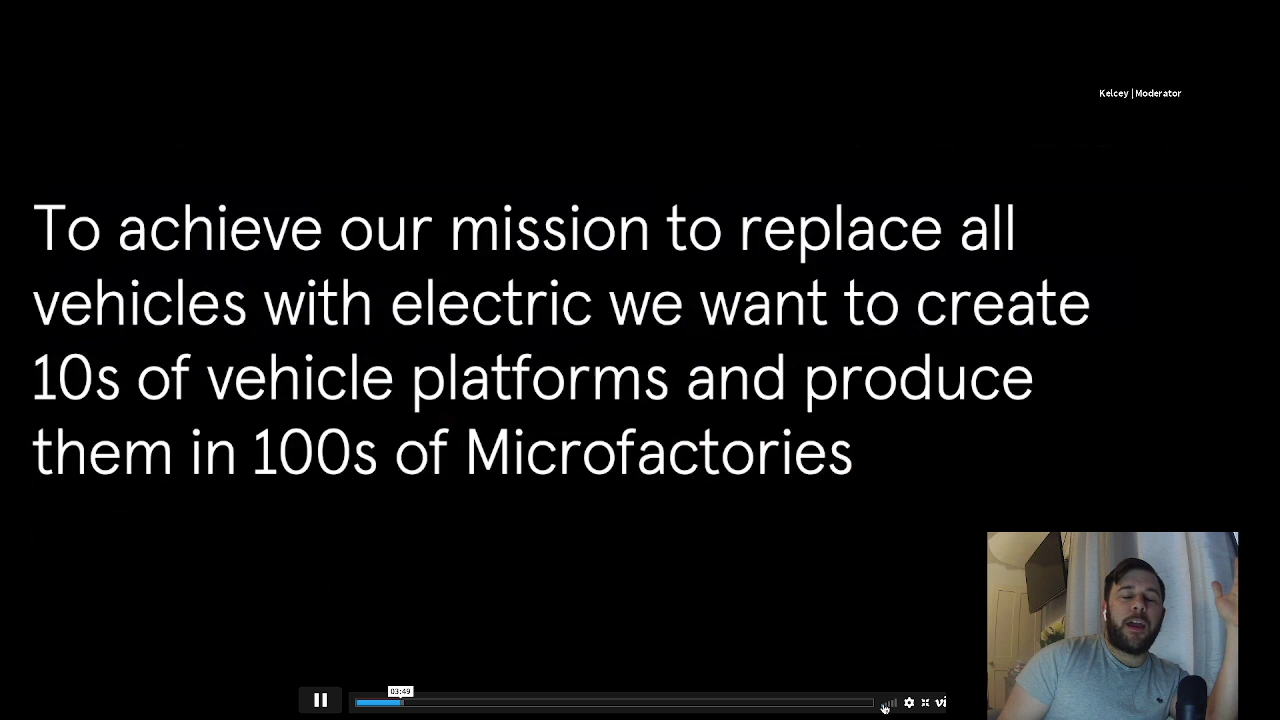 Kelcey | Moderator
To achieve our mission to replace all
vehicles with electric we want to create
10s of vehicle platforms and produce
them in 100s of Microfactories
03:49
vi